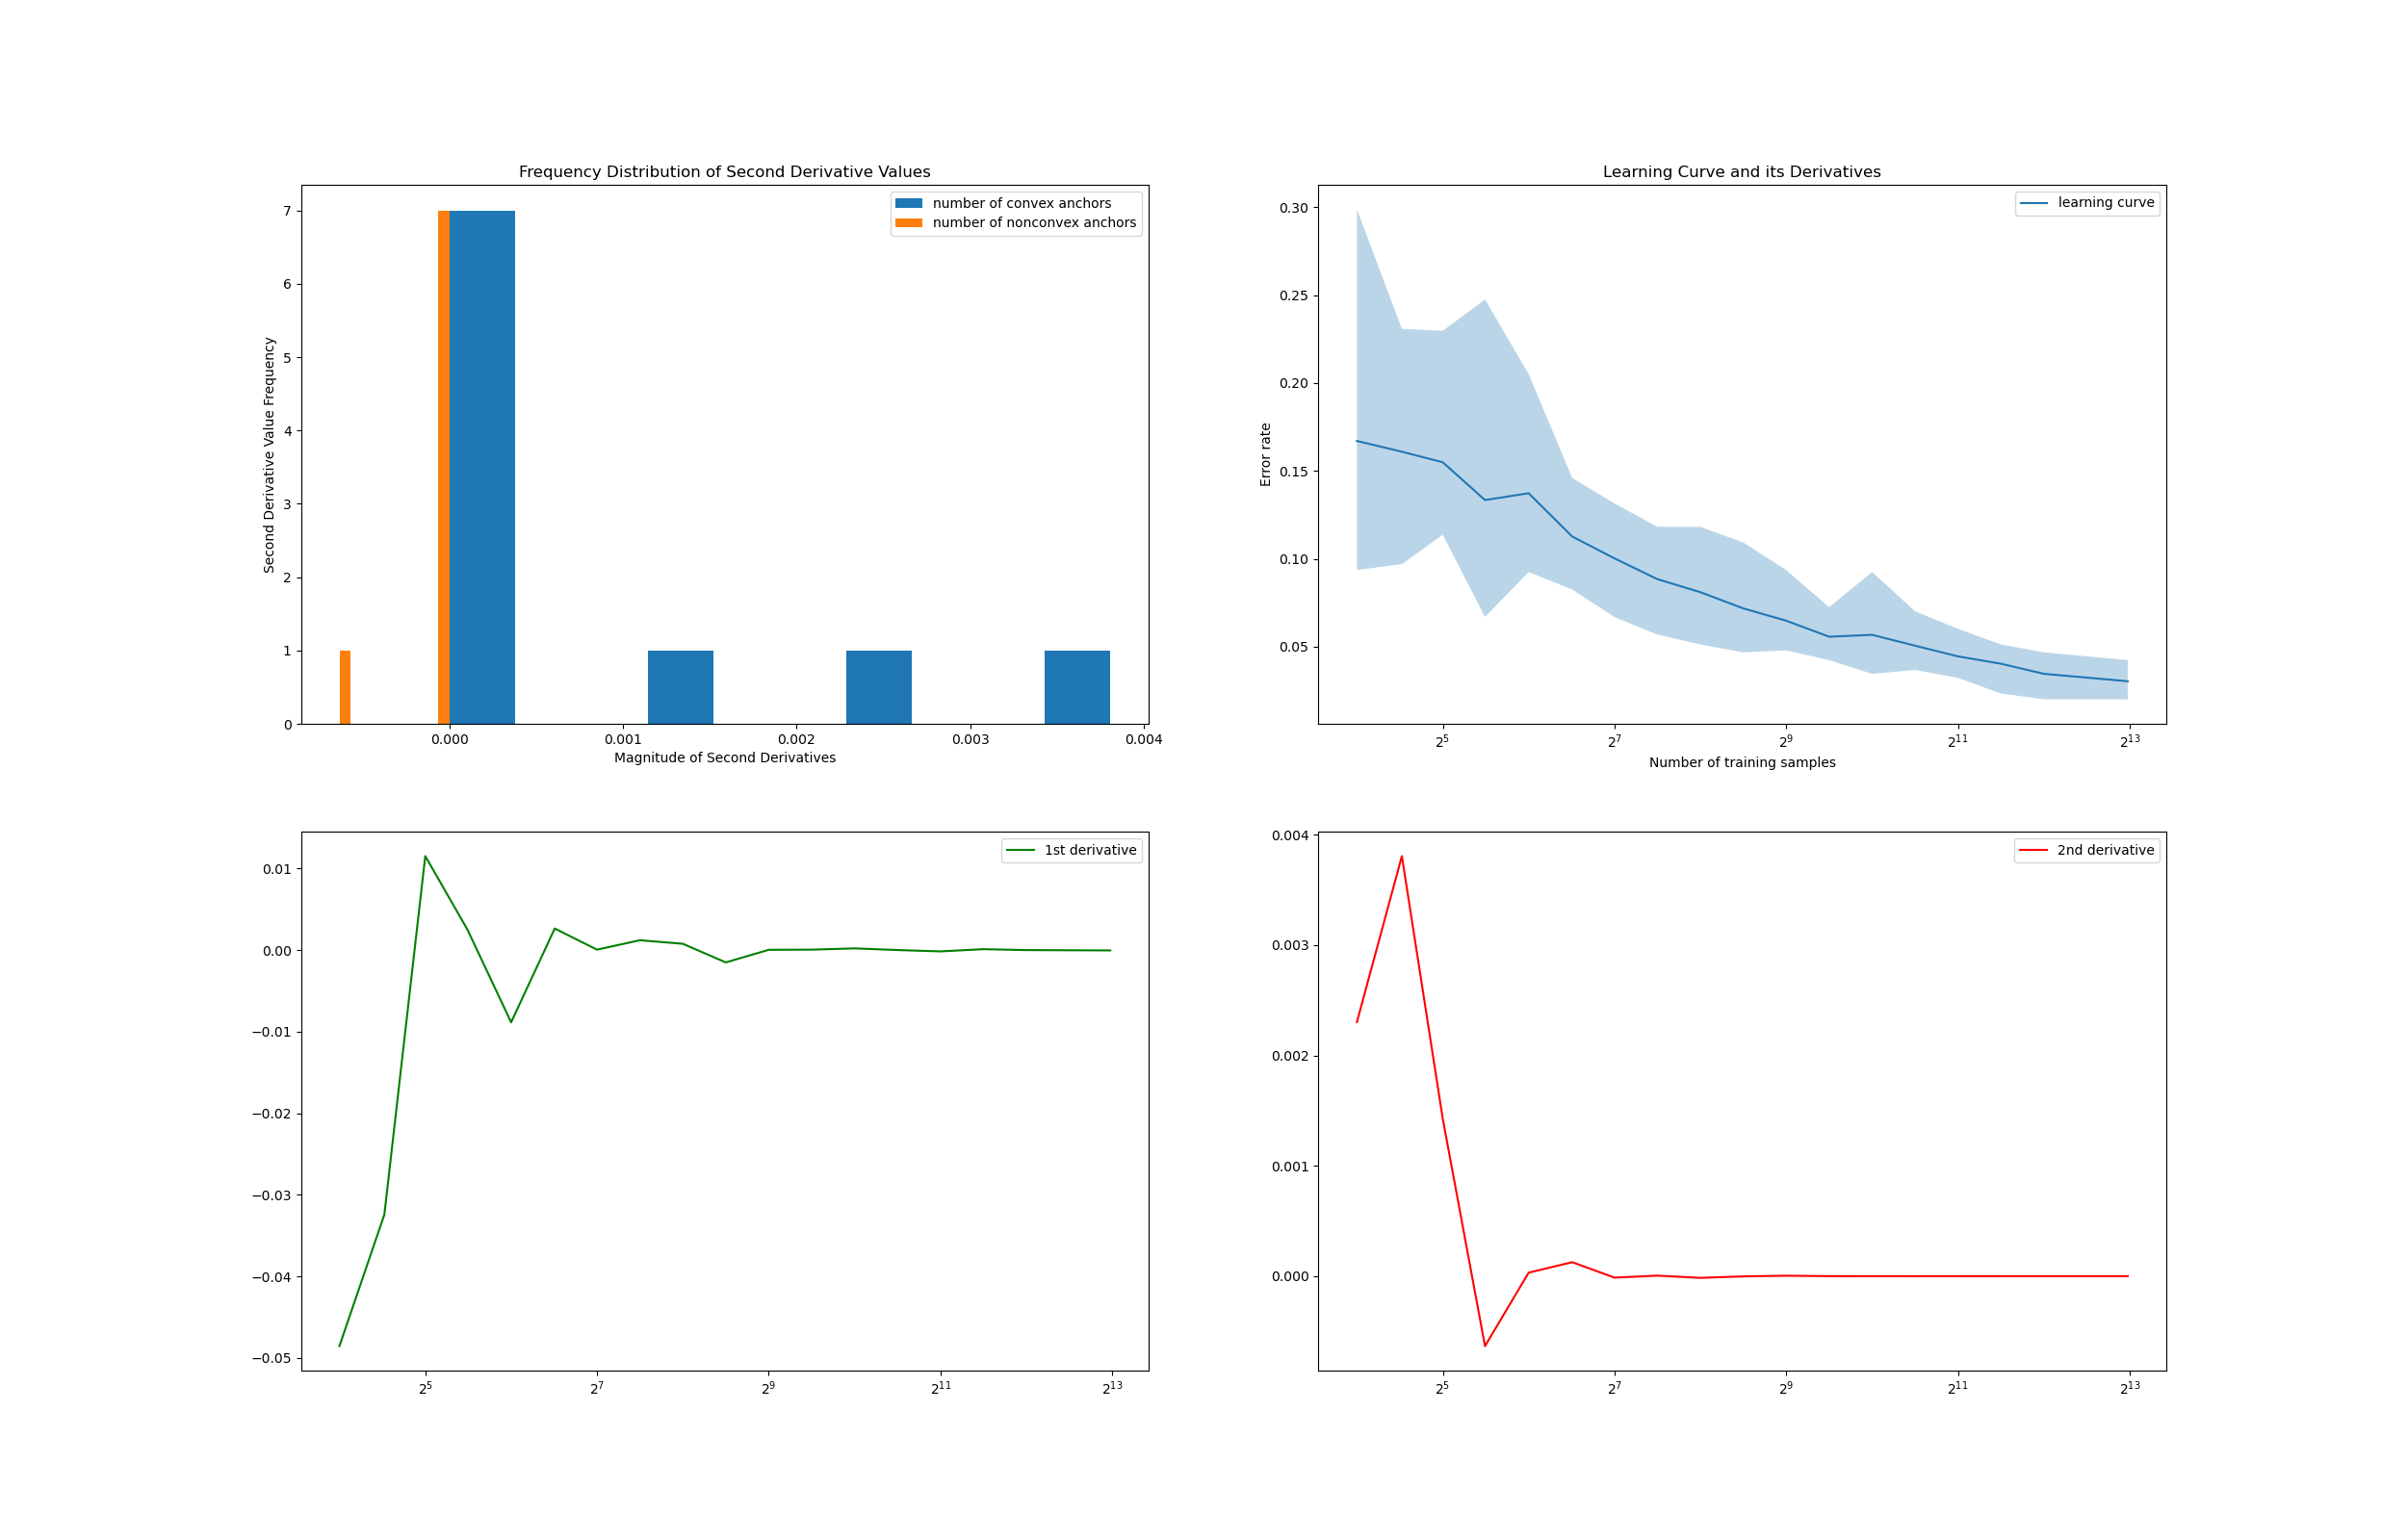 Frequency Distribution of Second Derivative Values
number of convex anchors
number of nonconvex anchors
Second Derivative Value Frequency
7
6
5
4
3
2
1
0
0.000 0.001 0.002 0.003 0.004
Magnitude of Second Derivatives
Learning Curve and its Derivatives
learning curve
Error rate
0.30
0.25
0.20
0.15
0.10
0.05
2^5 2^7 2^9 2^11 2^13
Number of training samples
1st derivative
0.01
0.00
−0.01
−0.02
−0.03
−0.04
−0.05
2^5 2^7 2^9 2^11 2^13
2nd derivative
0.004
0.003
0.002
0.001
0.000
2^5 2^7 2^9 2^11 2^13